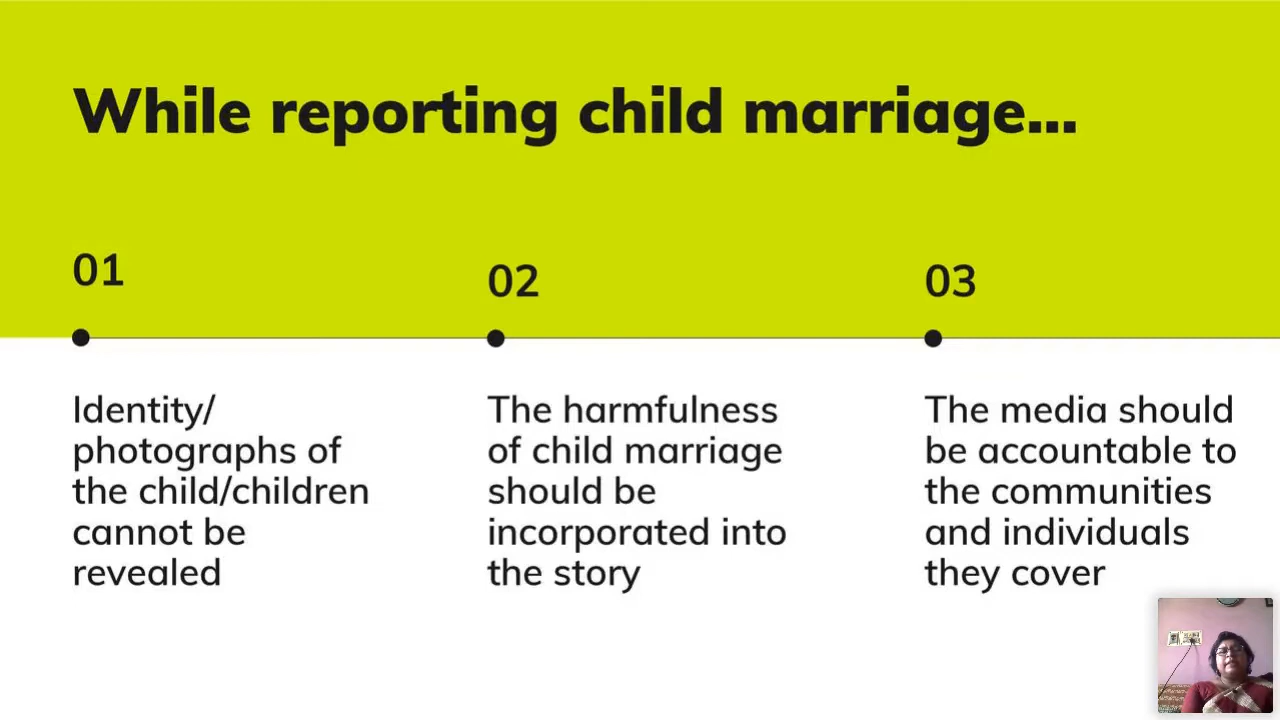 While reporting child marriage...
01
Identity/
photographs of
the child/children
cannot be
revealed
02
The harmfulness
of child marriage
should be
incorporated into
the story
03
The media should
be accountable to
the communities
and individuals
they cover